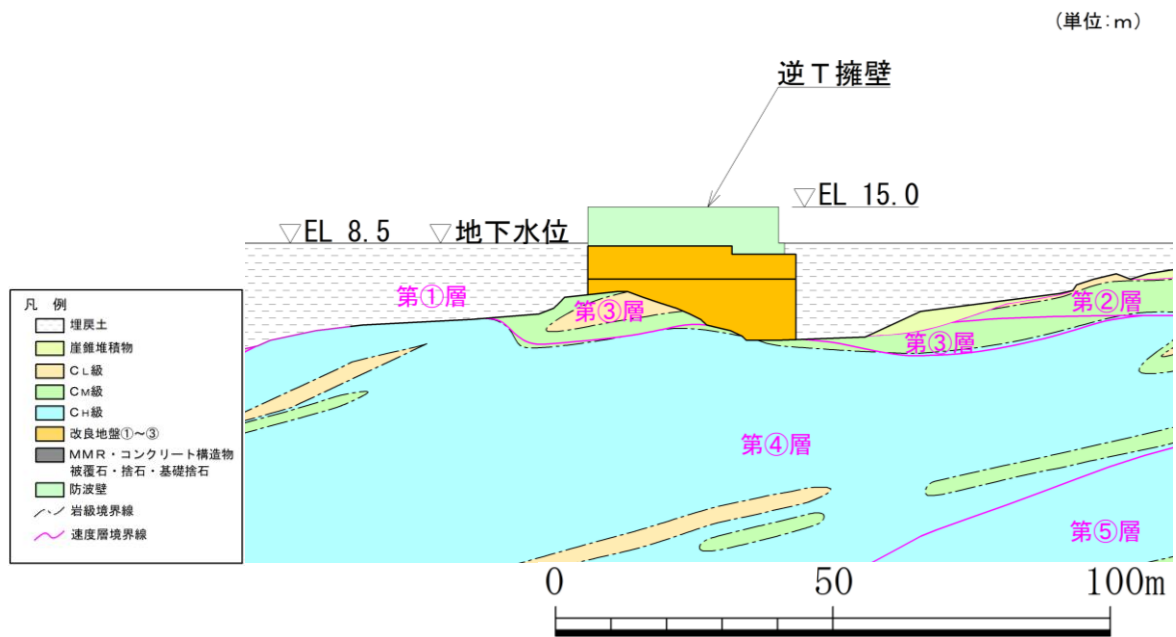 (単位:m)
逆T擁壁
▽EL 15.0
▽EL 8.5
▽地下水位
第①層
第③層
第②層
第③層
第④層
第⑤層
凡 例
埋戻土
崖錐堆積物
CL級
CM級
CH級
改良地盤①~③
MMR・コンクリート構造物
被覆石・捨石・基礎捨石
防波壁
岩級境界線
速度層境界線
0 50 100m